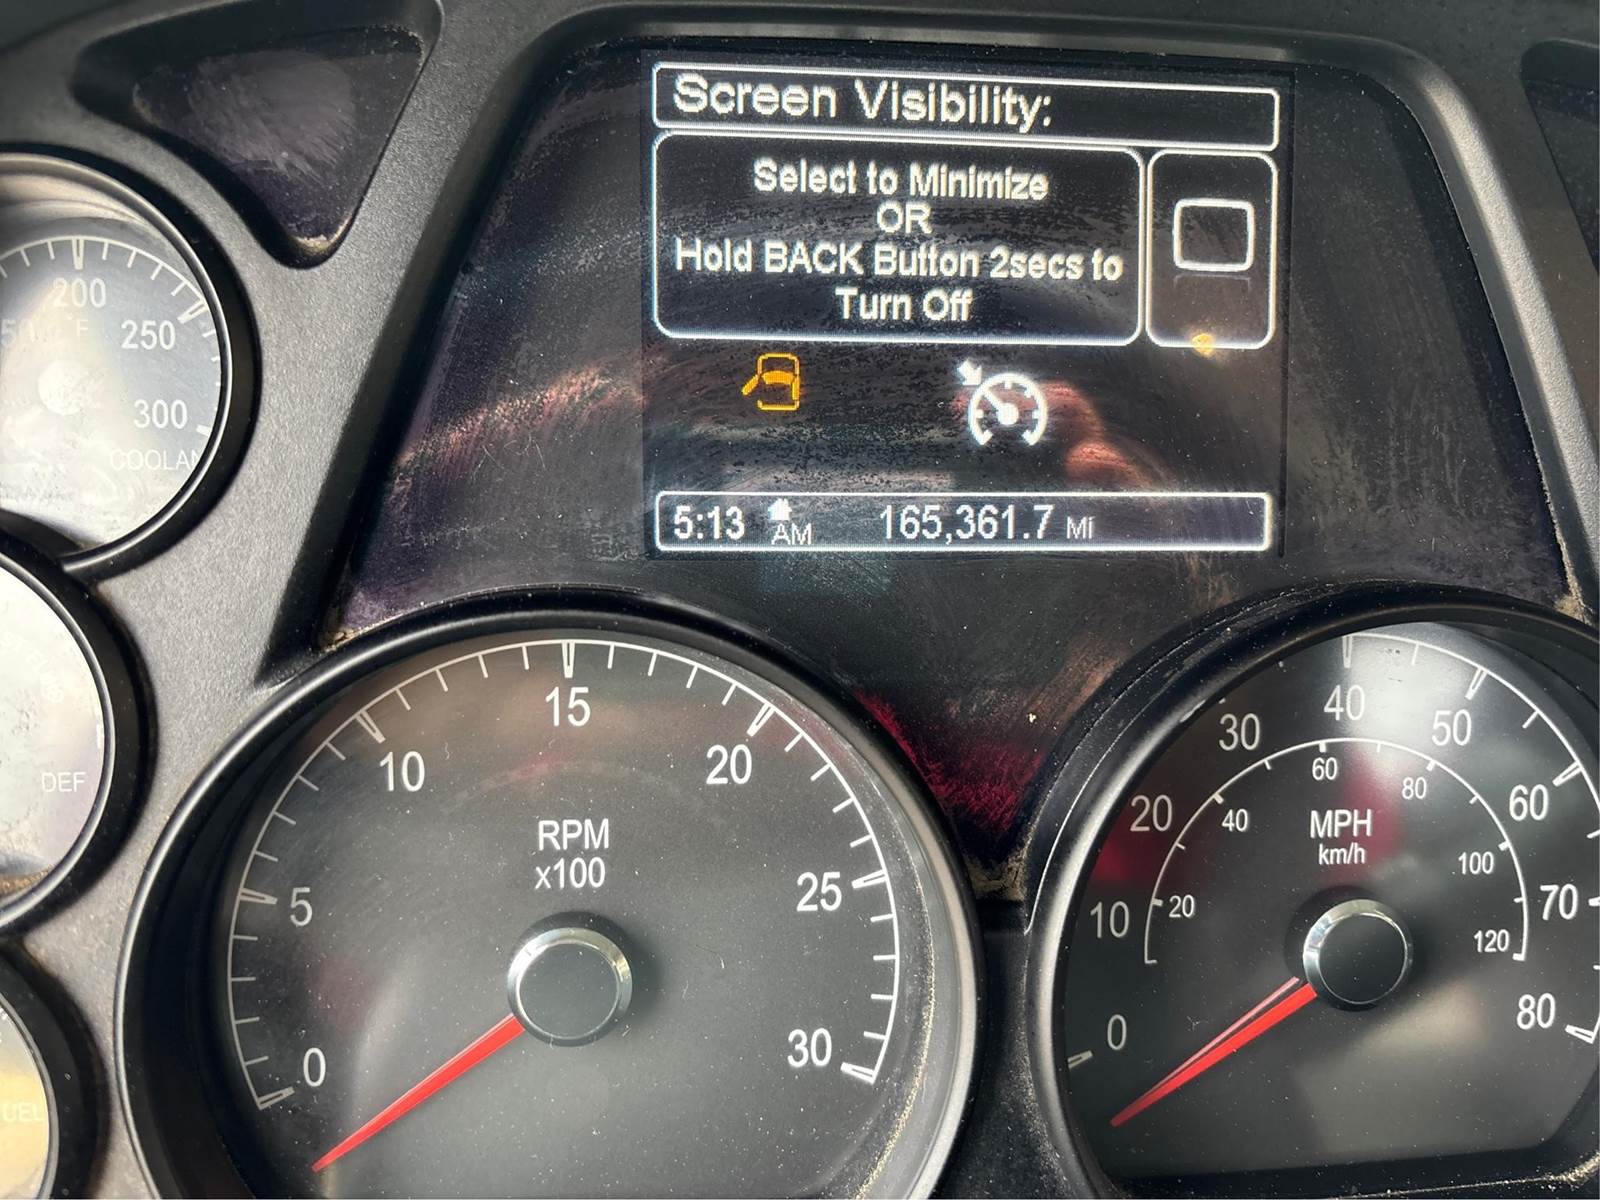 Screen Visibility:
Select to Minimize
OR
Hold BACK Button 2secs to
Turn Off
5:13 AM 165,361.7 Mi
200
250
F
300
DEF
0
5
10
15
20
25
30
RPM
x100
0
10
20
30
40
50
60
70
80
20
40
60
80
100
120
MPH
km/h